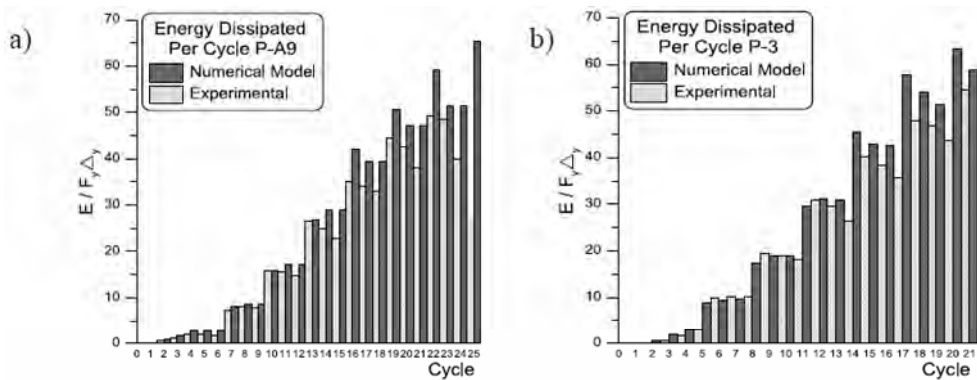 a)
Energy Dissipated
Per Cycle P-A9
Numerical Model
Experimental
E / FyΔy
70
60
50
40
30
20
10
0
0 1 2 3 4 5 6 7 8 9 10 11 12 13 14 15 16 17 18 19 20 21 22 23 24 25
Cycle
b)
Energy Dissipated
Per Cycle P-3
Numerical Model
Experimental
E / FyΔy
70
60
50
40
30
20
10
0
0 1 2 3 4 5 6 7 8 9 10 11 12 13 14 15 16 17 18 19 20 21
Cycle